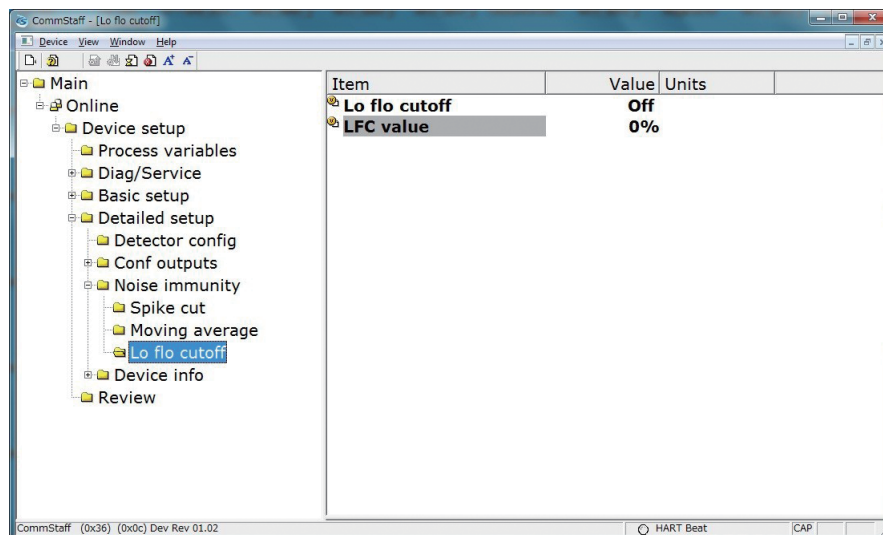 CommStaff - [Lo flo cutoff]
Device View Window Help
Main
Online
Device setup
Process variables
Diag/Service
Basic setup
Detailed setup
Detector config
Conf outputs
Noise immunity
Spike cut
Moving average
Lo flo cutoff
Device info
Review
Item Value Units
Lo flo cutoff Off
LFC value 0%
CommStaff (0x36) (0x0c) Dev Rev 01.02 HART Beat CAP